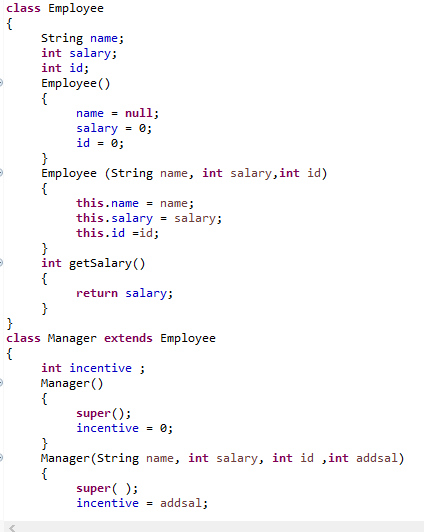 class Employee
{
     String name;
     int salary;
     int id;
     Employee()
     {
          name = null;
          salary = 0;
          id = 0;
     }
     Employee (String name, int salary,int id)
     {
          this.name = name;
          this.salary = salary;
          this.id =id;
     }
     int getSalary()
     {
          return salary;
     }
}
class Manager extends Employee
{
     int incentive ;
     Manager()
     {
          super();
          incentive = 0;
     }
     Manager(String name, int salary, int id ,int addsal)
     {
          super( );
          incentive = addsal;